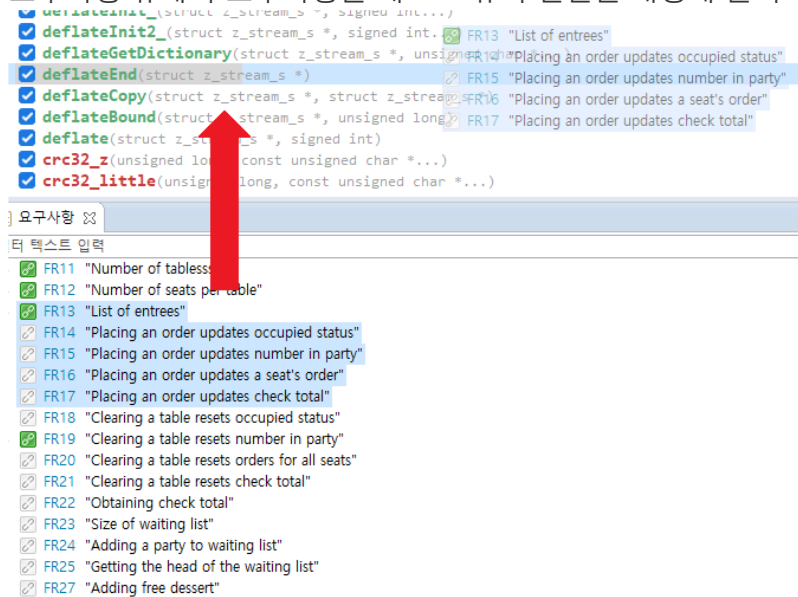 deflateInit_(struct z_stream_s *, signed int...)
deflateInit2_(struct z_stream_s *, signed int...
FR13 "List of entrees"
deflateGetDictionary(struct z_stream_s *, unsigned char *...)
FR14 "Placing an order updates occupied status"
deflateEnd(struct z_stream_s *)
FR15 "Placing an order updates number in party"
deflateCopy(struct z_stream_s *, struct z_stream_s *)
FR16 "Placing an order updates a seat's order"
deflateBound(struct z_stream_s *, unsigned long)
FR17 "Placing an order updates check total"
deflate(struct z_stream_s *, signed int)
crc32_z(unsigned long, const unsigned char *...)
crc32_little(unsigned long, const unsigned char *...)
요구사항
터 텍스트 입력
FR11 "Number of tabless
FR12 "Number of seats per table"
FR13 "List of entrees"
FR14 "Placing an order updates occupied status"
FR15 "Placing an order updates number in party"
FR16 "Placing an order updates a seat's order"
FR17 "Placing an order updates check total"
FR18 "Clearing a table resets occupied status"
FR19 "Clearing a table resets number in party"
FR20 "Clearing a table resets orders for all seats"
FR21 "Clearing a table resets check total"
FR22 "Obtaining check total"
FR23 "Size of waiting list"
FR24 "Adding a party to waiting list"
FR25 "Getting the head of the waiting list"
FR27 "Adding free dessert"